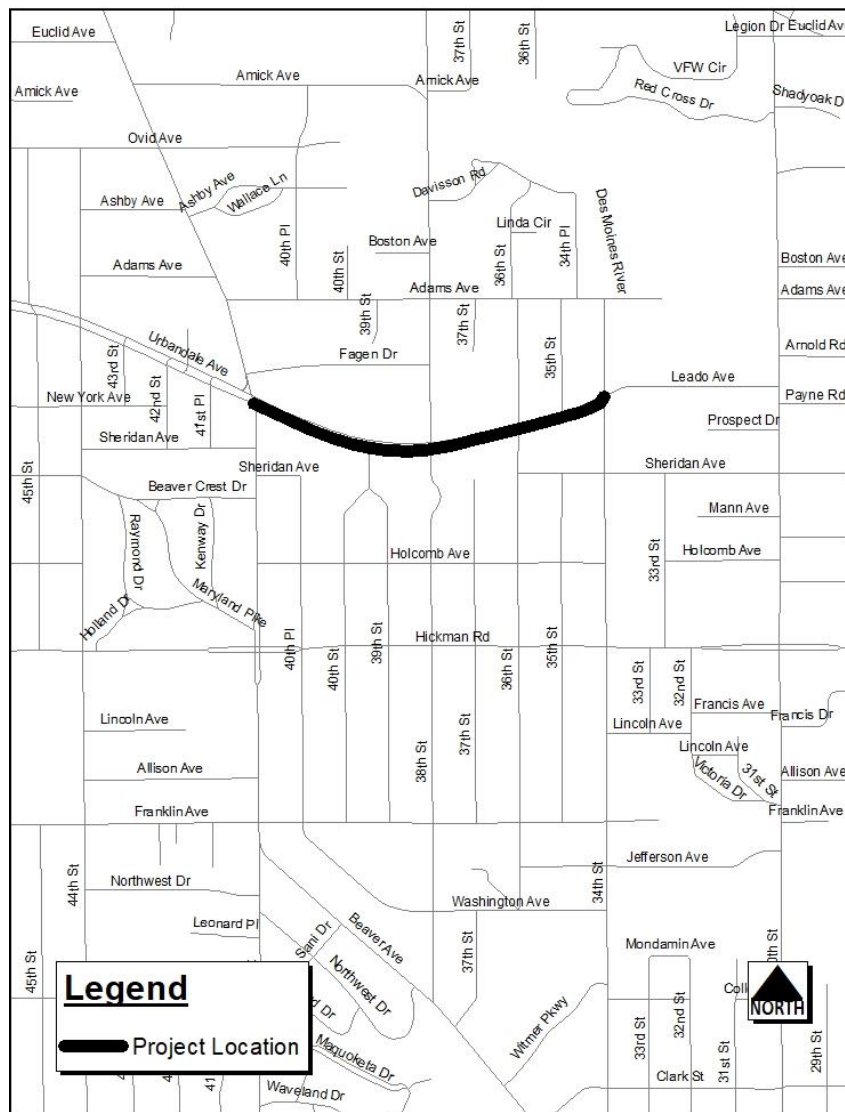 Euclid Ave
37th St
36th St
Legion Dr
Euclid Av
VFW Cir
Amick Ave
Amick Ave
Amick Ave
Red Cross Dr
Shadyoak D
Ovid Ave
Ashby Ave
Wallace Ln
Davisson Rd
Ashby Ave
Linda Cir
Des Moines River
40th Pl
40th St
Boston Ave
36th St
34th Pl
Boston Ave
Adams Ave
Adams Ave
Adams Ave
39th St
37th St
Urbandale Ave
43rd St
Fagen Dr
35th St
Arnold Rd
Leado Ave
New York Ave
42nd St
41st Pl
Payne Rd
Prospect Dr
Sheridan Ave
45th St
Sheridan Ave
Sheridan Ave
Beaver Crest Dr
Mann Ave
Raymond Dr
Kenway Dr
Holcomb Ave
33rd St
Holcomb Ave
Maryland Pike
Holland Dr
Hickman Rd
40th Pl
40th St
39th St
36th St
35th St
33rd St
32nd St
Francis Ave
Francis Dr
Lincoln Ave
38th St
37th St
Lincoln Ave
Lincoln Ave
Victoria Dr
31st St
Allison Ave
Allison Ave
Franklin Ave
Franklin Ave
44th St
34th St
Jefferson Ave
Northwest Dr
Washington Ave
Leonard Pl
Sani Dr
Beaver Ave
Mondamin Ave
45th St
Northwest Dr
37th St
Legend
NORTH
Project Location
Witmer Pkwy
33rd St
32nd St
31st St
29th St
Maquoketa Dr
Waveland Dr
Clark St